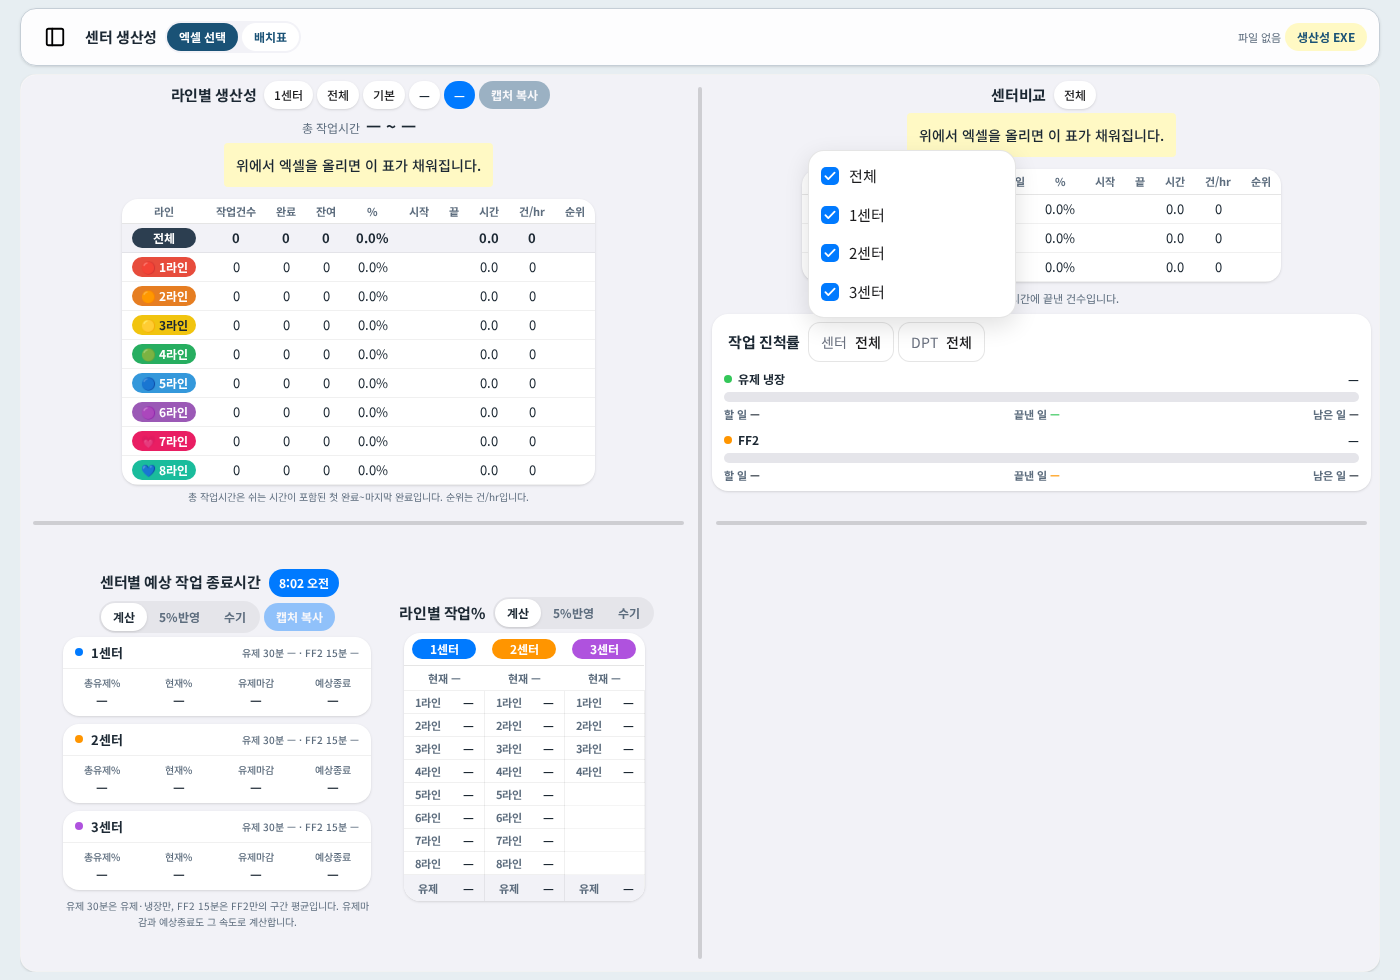 센터 생산성 엑셀 선택 배치표 파일 없음 생산성 EXE
라인별 생산성 1센터 전체 기본 — — 캡처 복사
총 작업시간 — ~ —
위에서 엑셀을 올리면 이 표가 채워집니다.
라인 작업건수 완료 잔여 % 시작 끝 시간 건/hr 순위
전체 0 0 0 0.0% 0.0 0
1라인 0 0 0 0.0% 0.0 0
2라인 0 0 0 0.0% 0.0 0
3라인 0 0 0 0.0% 0.0 0
4라인 0 0 0 0.0% 0.0 0
5라인 0 0 0 0.0% 0.0 0
6라인 0 0 0 0.0% 0.0 0
7라인 0 0 0 0.0% 0.0 0
8라인 0 0 0 0.0% 0.0 0
총 작업시간은 쉬는 시간이 포함된 첫 완료~마지막 완료입니다. 순위는 건/hr입니다.
센터비교 전체
위에서 엑셀을 올리면 이 표가 채워집니다.
전체
1센터
2센터
3센터
일 % 시작 끝 시간 건/hr 순위
0.0% 0.0 0
0.0% 0.0 0
0.0% 0.0 0
간에 끝낸 건수입니다.
작업 진척률 센터 전체 DPT 전체
유제 냉장 —
할 일 — 끝낸 일 — 남은 일 —
FF2 —
할 일 — 끝낸 일 — 남은 일 —
센터별 예상 작업 종료시간 8:02 오전
계산 5%반영 수기 캡처 복사
1센터 유제 30분 — · FF2 15분 —
총유제% 현재% 유제마감 예상종료
— — — —
2센터 유제 30분 — · FF2 15분 —
총유제% 현재% 유제마감 예상종료
— — — —
3센터 유제 30분 — · FF2 15분 —
총유제% 현재% 유제마감 예상종료
— — — —
유제 30분은 유제·냉장만, FF2 15분은 FF2만의 구간 평균입니다. 유제마
감과 예상종료도 그 속도로 계산합니다.
라인별 작업% 계산 5%반영 수기
1센터 2센터 3센터
현재 — 현재 — 현재 —
1라인 — 1라인 — 1라인 —
2라인 — 2라인 — 2라인 —
3라인 — 3라인 — 3라인 —
4라인 — 4라인 — 4라인 —
5라인 — 5라인 —
6라인 — 6라인 —
7라인 — 7라인 —
8라인 — 8라인 —
유제 — 유제 — 유제 —